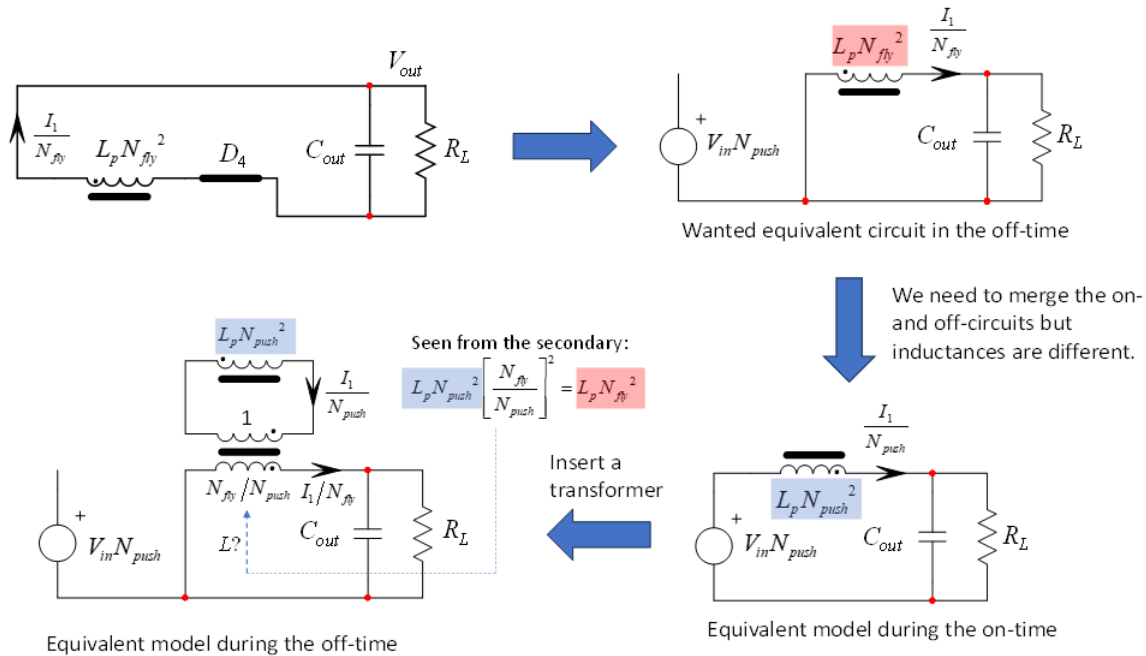 V_out
I_1/N_fly
L_p N_fly^2
D_4
C_out
R_L
L_p N_fly^2
I_1/N_fly
+
V_in N_push
C_out
R_L
Wanted equivalent circuit in the off-time
We need to merge the on-
and off-circuits but
inductances are different.
L_p N_push^2
I_1/N_push
1
N_fly/N_push
I_1/N_fly
+
V_in N_push
L?
C_out
R_L
Equivalent model during the off-time
Seen from the secondary:
L_p N_push^2 [N_fly/N_push]^2 = L_p N_fly^2
Insert a
transformer
I_1/N_push
L_p N_push^2
+
V_in N_push
C_out
R_L
Equivalent model during the on-time